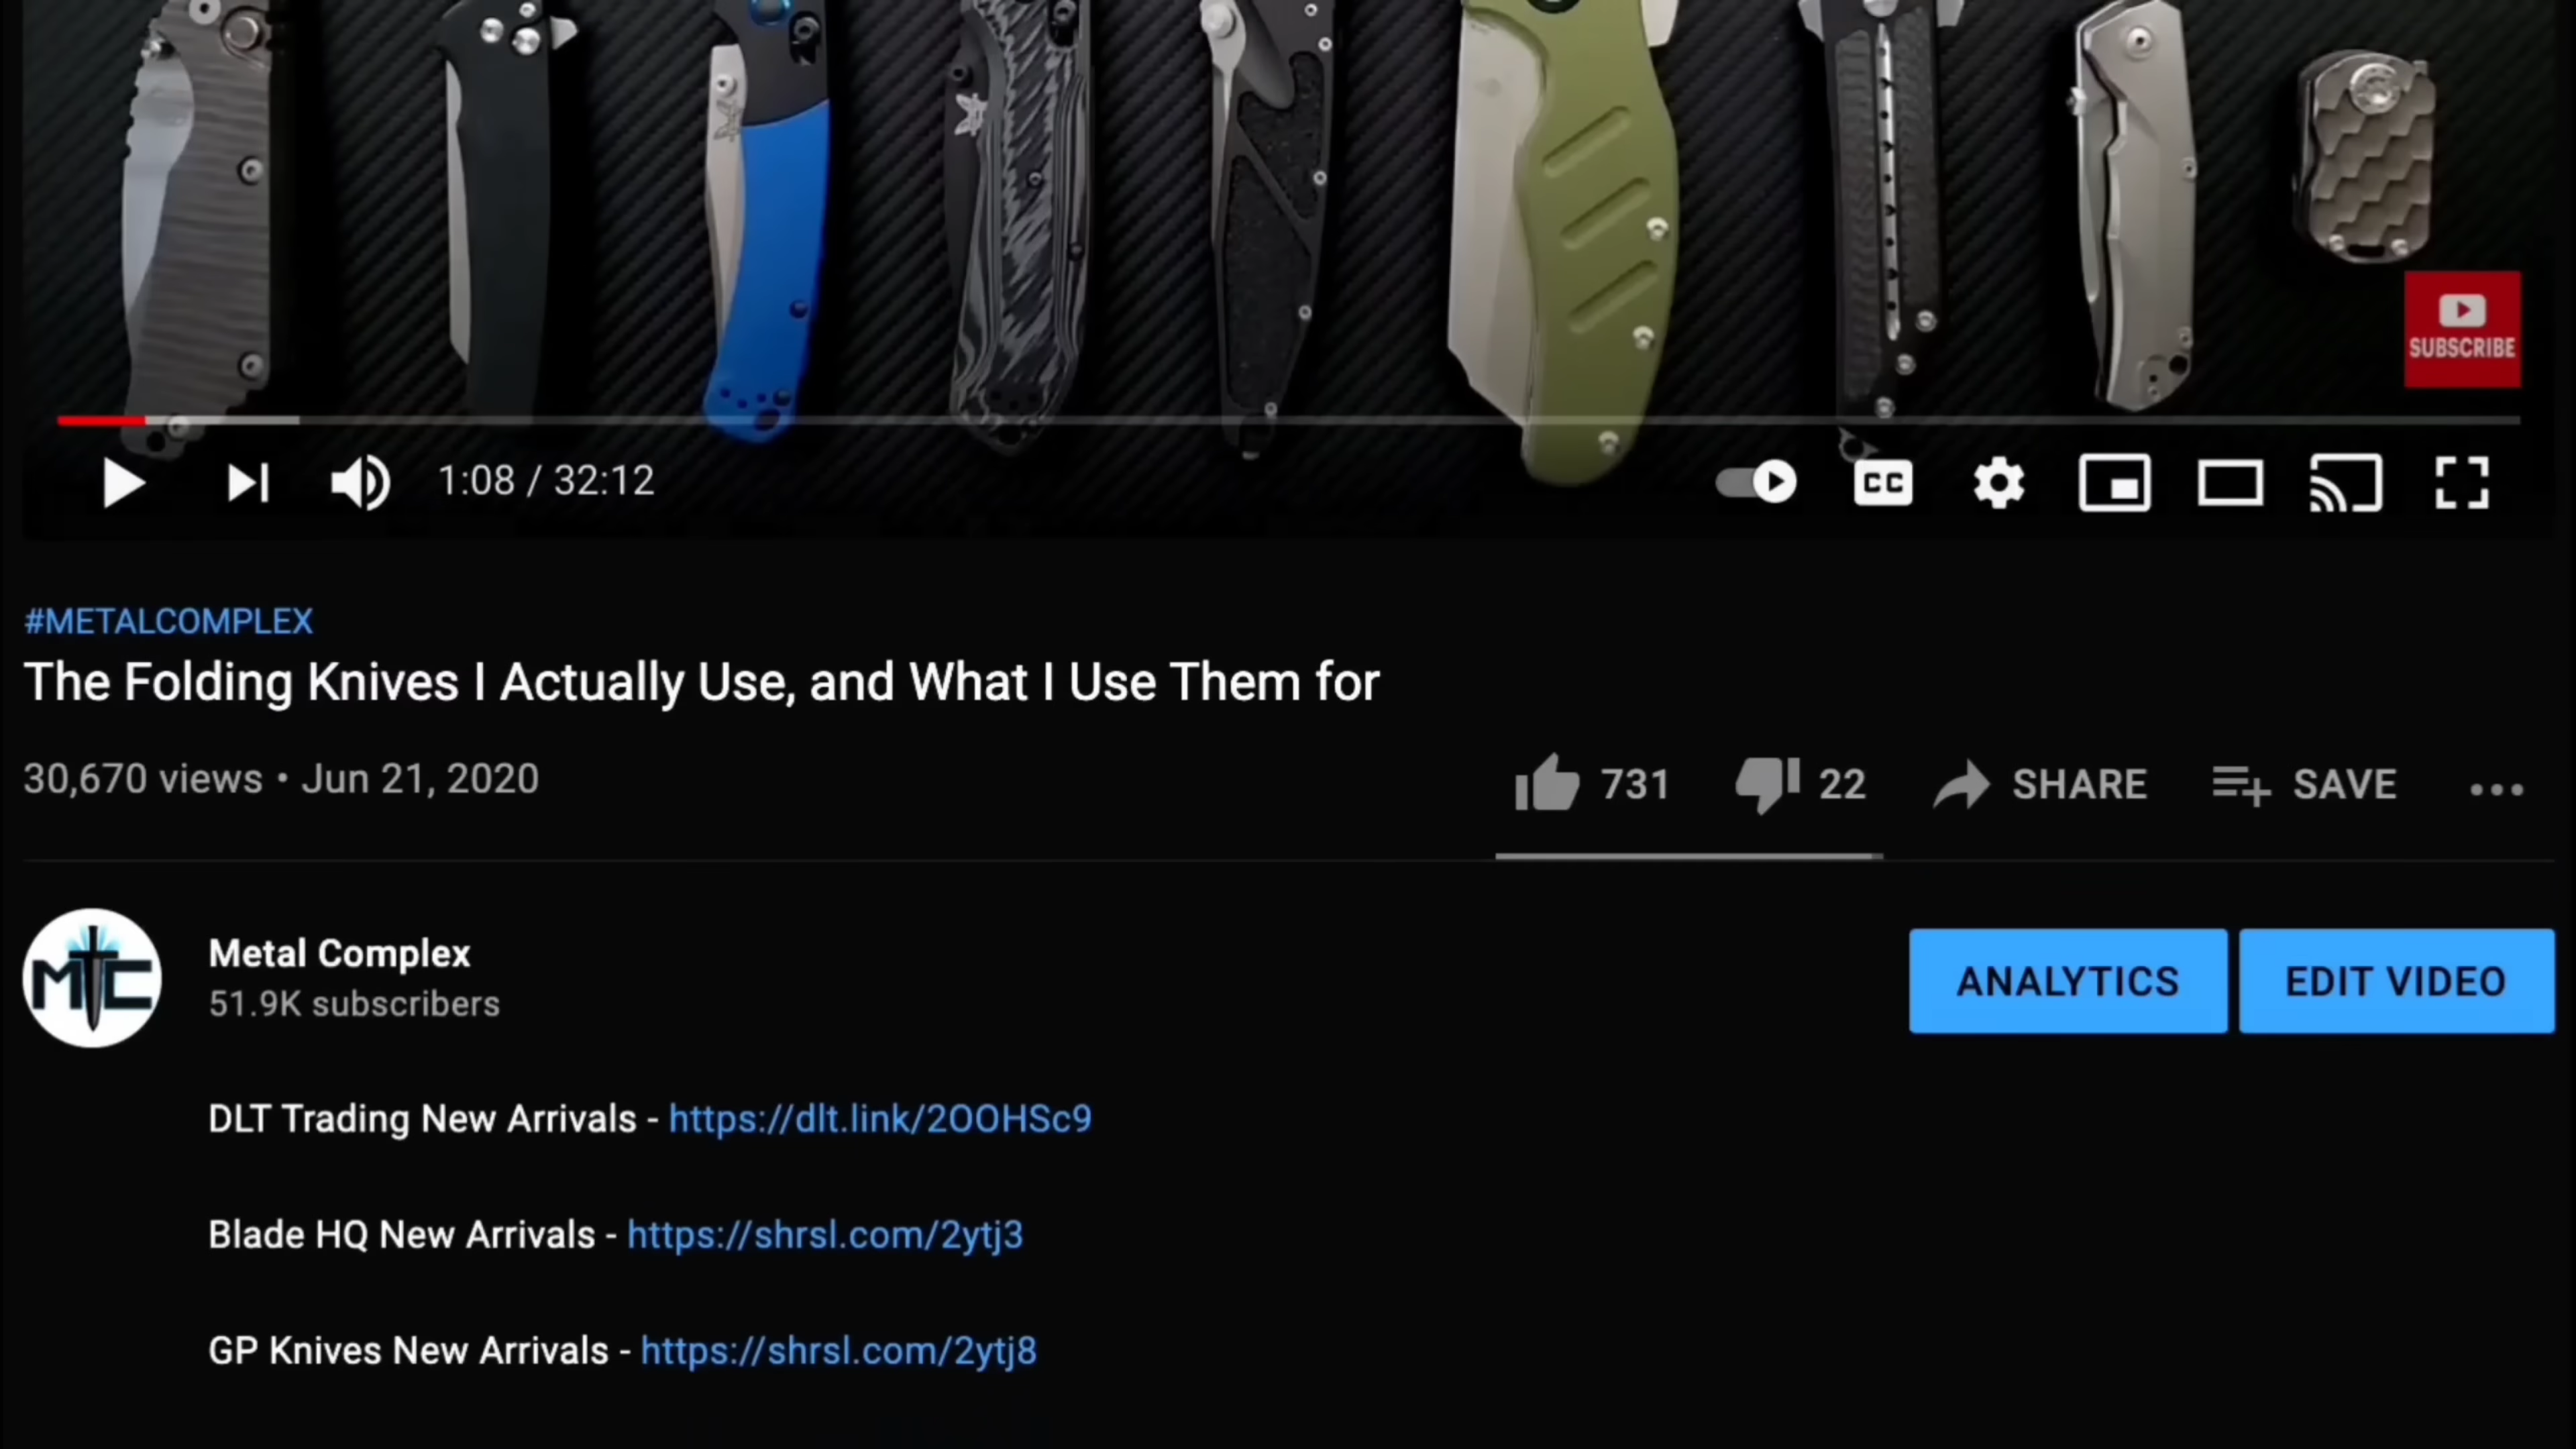 SUBSCRIBE
1:08 / 32:12
CC
#METALCOMPLEX
The Folding Knives I Actually Use, and What I Use Them for
30,670 views • Jun 21, 2020
731
22
SHARE
SAVE
MTC
Metal Complex
51.9K subscribers
ANALYTICS
EDIT VIDEO
DLT Trading New Arrivals - https://dlt.link/2OOHSc9
Blade HQ New Arrivals - https://shrsl.com/2ytj3
GP Knives New Arrivals - https://shrsl.com/2ytj8